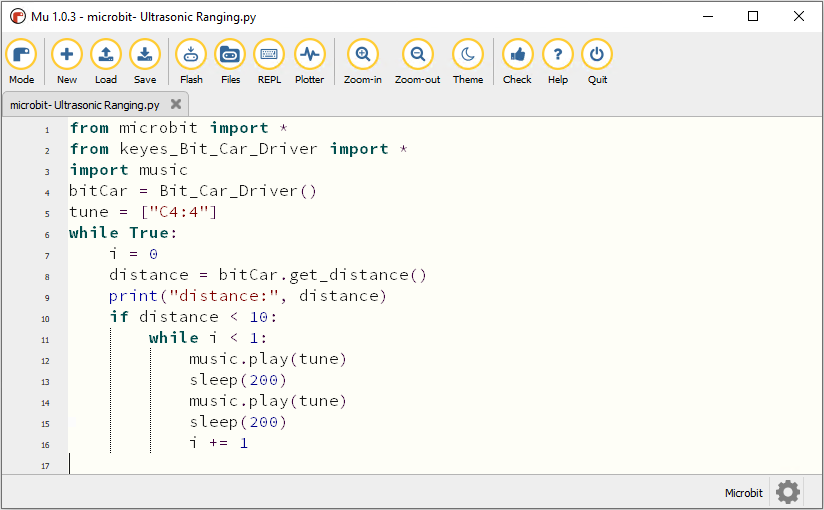 Mu 1.0.3 - microbit- Ultrasonic Ranging.py
Mode New Load Save Flash Files REPL Plotter Zoom-in Zoom-out Theme Check Help Quit
microbit- Ultrasonic Ranging.py
1 from microbit import *
2 from keyes_Bit_Car_Driver import *
3 import music
4 bitCar = Bit_Car_Driver()
5 tune = ["C4:4"]
6 while True:
7     i = 0
8     distance = bitCar.get_distance()
9     print("distance:", distance)
10     if distance < 10:
11         while i < 1:
12             music.play(tune)
13             sleep(200)
14             music.play(tune)
15             sleep(200)
16             i += 1
17
Microbit